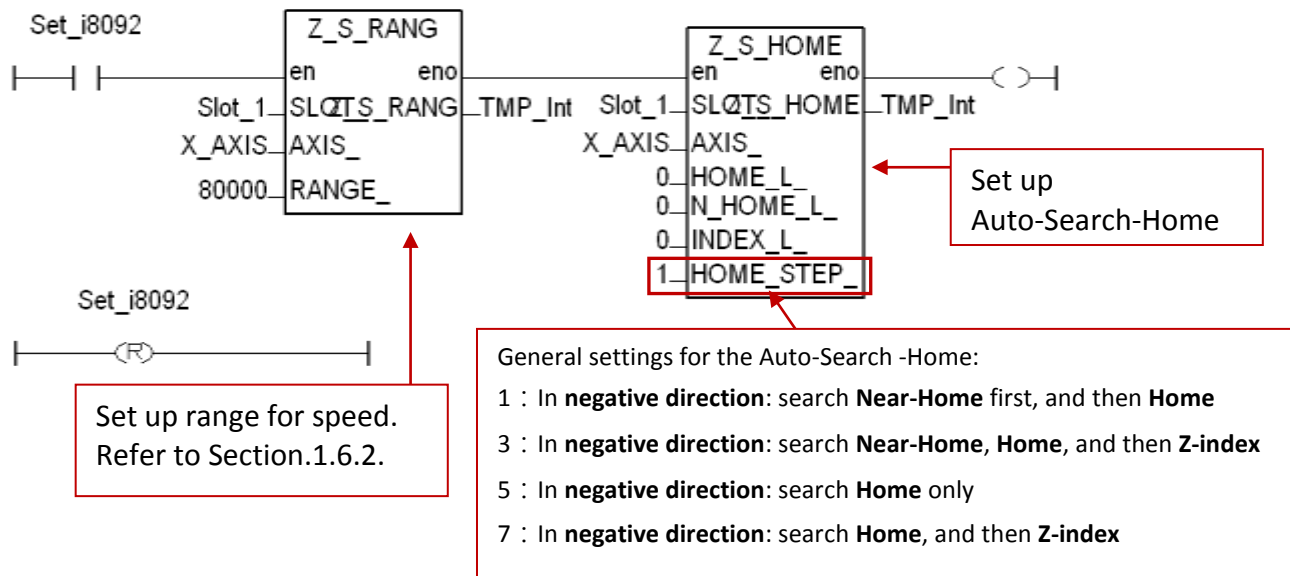 Set_i8092
Z_S_RANG
en eno
Slot_1 SLOT_ Z_S_RANG TMP_Int
X_AXIS AXIS_
80000 RANGE_
Z_S_HOME
en eno
Slot_1 SLOT_ Z_S_HOME TMP_Int
X_AXIS AXIS_
0 HOME_L_
0 N_HOME_L_
0 INDEX_L_
1 HOME_STEP_
Set up
Auto-Search-Home
Set_i8092
(R)
Set up range for speed.
Refer to Section.1.6.2.
General settings for the Auto-Search -Home:
1：In negative direction: search Near-Home first, and then Home
3：In negative direction: search Near-Home, Home, and then Z-index
5：In negative direction: search Home only
7：In negative direction: search Home, and then Z-index